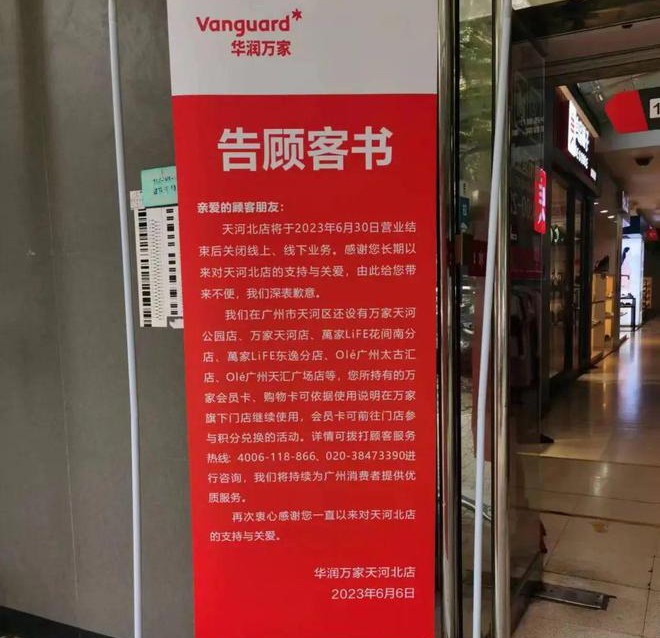 Vanguard
华润万家
告顾客书
亲爱的顾客朋友：
天河北店将于2023年6月30日营业结
束后关闭线上、线下业务。感谢您长期以
来对天河北店的支持与关爱，由此给您带
来不便，我们深表歉意。
我们在广州市天河区还设有万家天河
公园店、万家天河店、萬家LiFE花间南分
店、萬家LiFE东逸分店、Olé广州太古汇
店、Olé广州天汇广场店等，您所持有的万
家会员卡、购物卡可依据使用说明在万家
旗下门店继续使用，会员卡可前往门店参
与积分兑换的活动。详情可拨打顾客服务
热线: 4006-118-866、020-38473390进
行咨询，我们将持续为广州消费者提供优
质服务。
再次衷心感谢您一直以来对天河北店
的支持与关爱。
华润万家天河北店
2023年6月6日